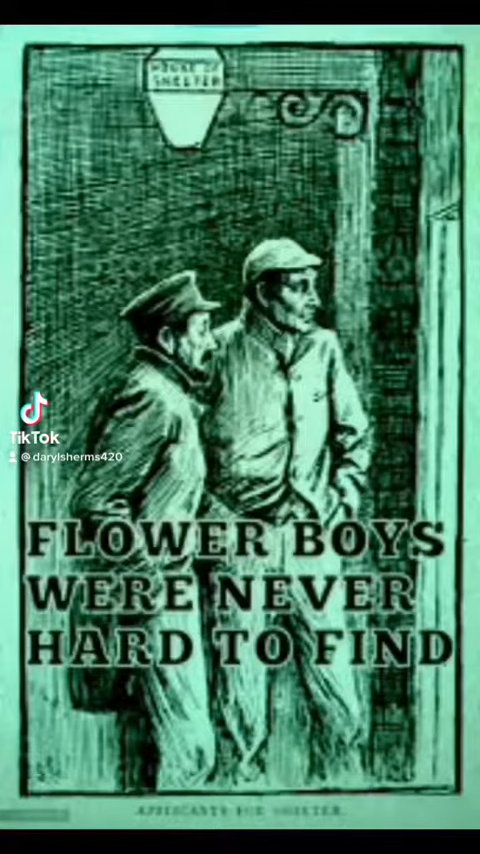 HOUSE OF
SHELTER
TikTok
@darylsherms420
FLOWER BOYS
WERE NEVER
HARD TO FIND
APPLICANTS FOR SHELTER.